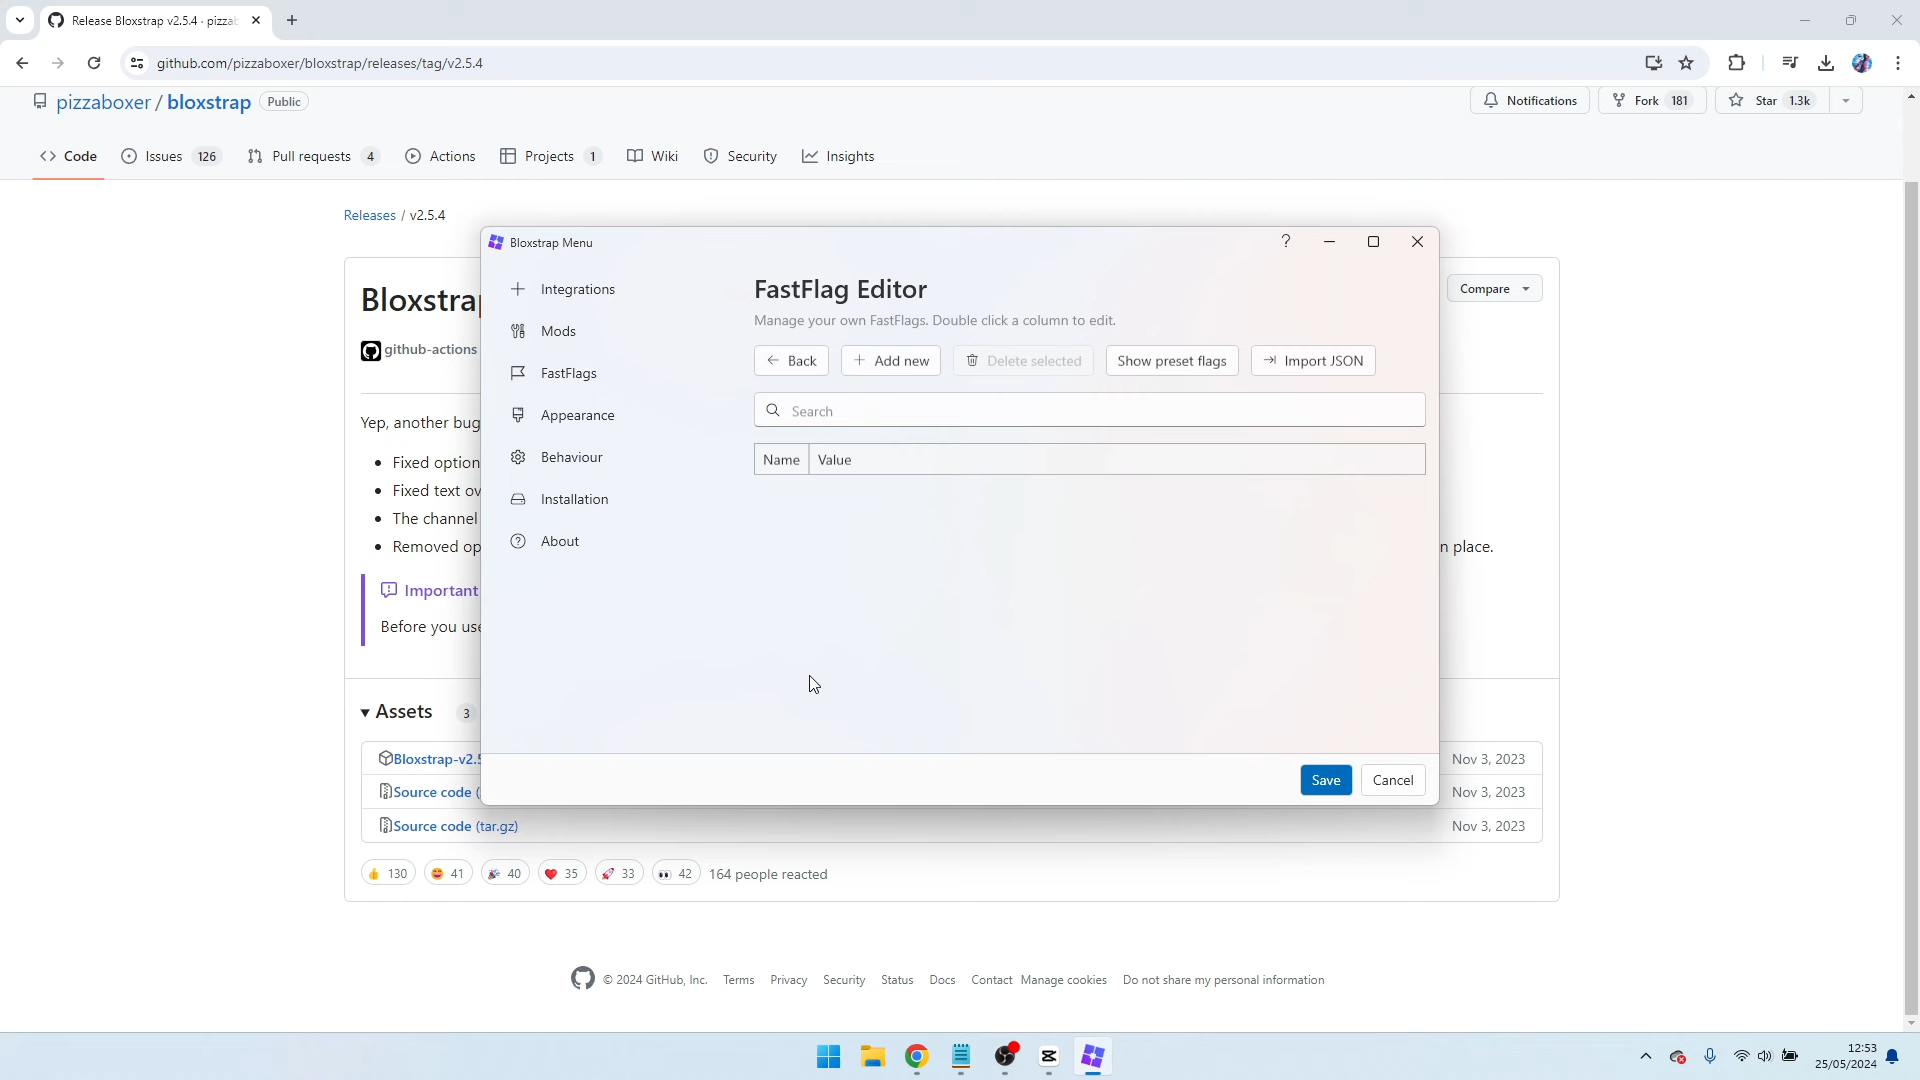 Release Bloxstrap v2.5.4 · pizzab
github.com/pizzaboxer/bloxstrap/releases/tag/v2.5.4
pizzaboxer / bloxstrap Public
Notifications
Fork 181
Star 1.3k
Code
Issues 126
Pull requests 4
Actions
Projects 1
Wiki
Security
Insights
Releases / v2.5.4
Bloxstrap
Compare
github-actions
Yep, another bug
Fixed option
Fixed text ov
The channel
Removed op
n place.
Important
Before you use
Assets 3
Bloxstrap-v2.5
Nov 3, 2023
Source code (
Nov 3, 2023
Source code (tar.gz)
Nov 3, 2023
130 41 40 35 33 42 164 people reacted
Bloxstrap Menu
?
Integrations
Mods
FastFlags
Appearance
Behaviour
Installation
About
FastFlag Editor
Manage your own FastFlags. Double click a column to edit.
Back
Add new
Delete selected
Show preset flags
Import JSON
Search
Name Value
Save Cancel
© 2024 GitHub, Inc. Terms Privacy Security Status Docs Contact Manage cookies Do not share my personal information
12:53
25/05/2024